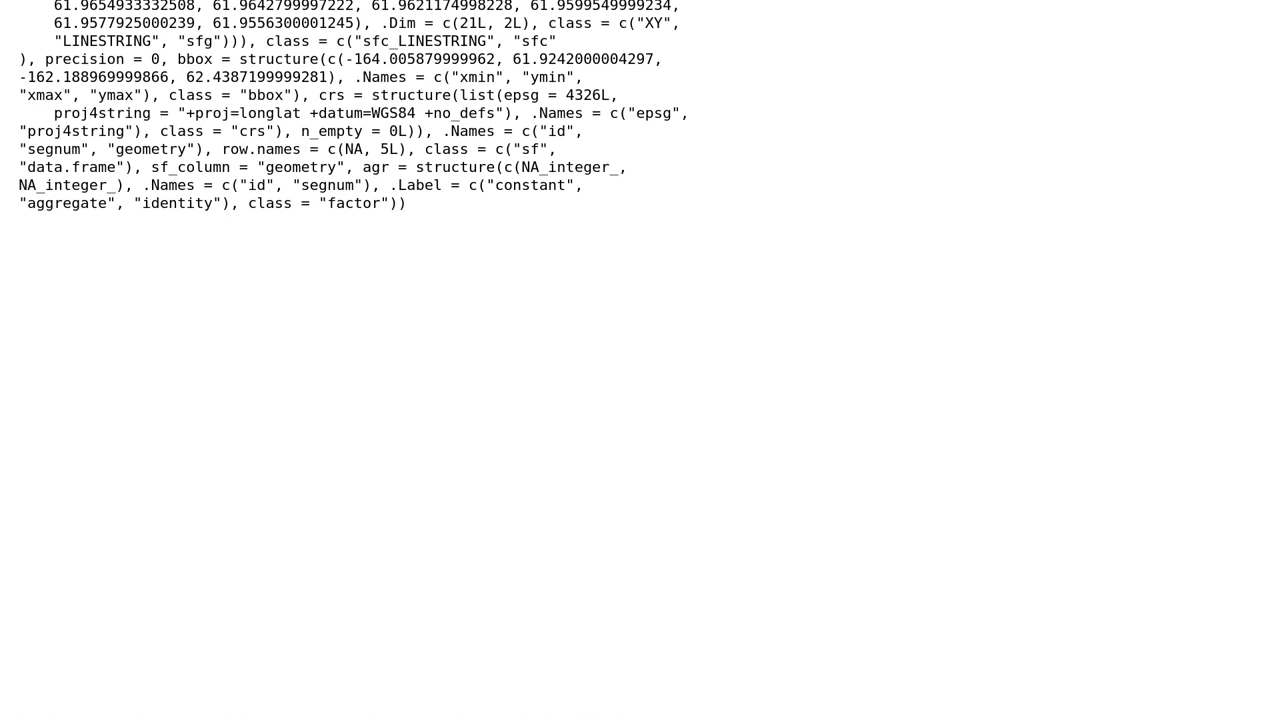 61.9654933332508, 61.9642799997222, 61.9621174998228, 61.9599549999234,
61.9577925000239, 61.9556300001245), .Dim = c(21L, 2L), class = c("XY",
"LINESTRING", "sfg"))), class = c("sfc_LINESTRING", "sfc"
), precision = 0, bbox = structure(c(-164.005879999962, 61.9242000004297,
-162.188969999866, 62.4387199999281), .Names = c("xmin", "ymin",
"xmax", "ymax"), class = "bbox"), crs = structure(list(epsg = 4326L,
proj4string = "+proj=longlat +datum=WGS84 +no_defs"), .Names = c("epsg",
"proj4string"), class = "crs"), n_empty = 0L)), .Names = c("id",
"segnum", "geometry"), row.names = c(NA, 5L), class = c("sf",
"data.frame"), sf_column = "geometry", agr = structure(c(NA_integer_,
NA_integer_), .Names = c("id", "segnum"), .Label = c("constant",
"aggregate", "identity"), class = "factor"))